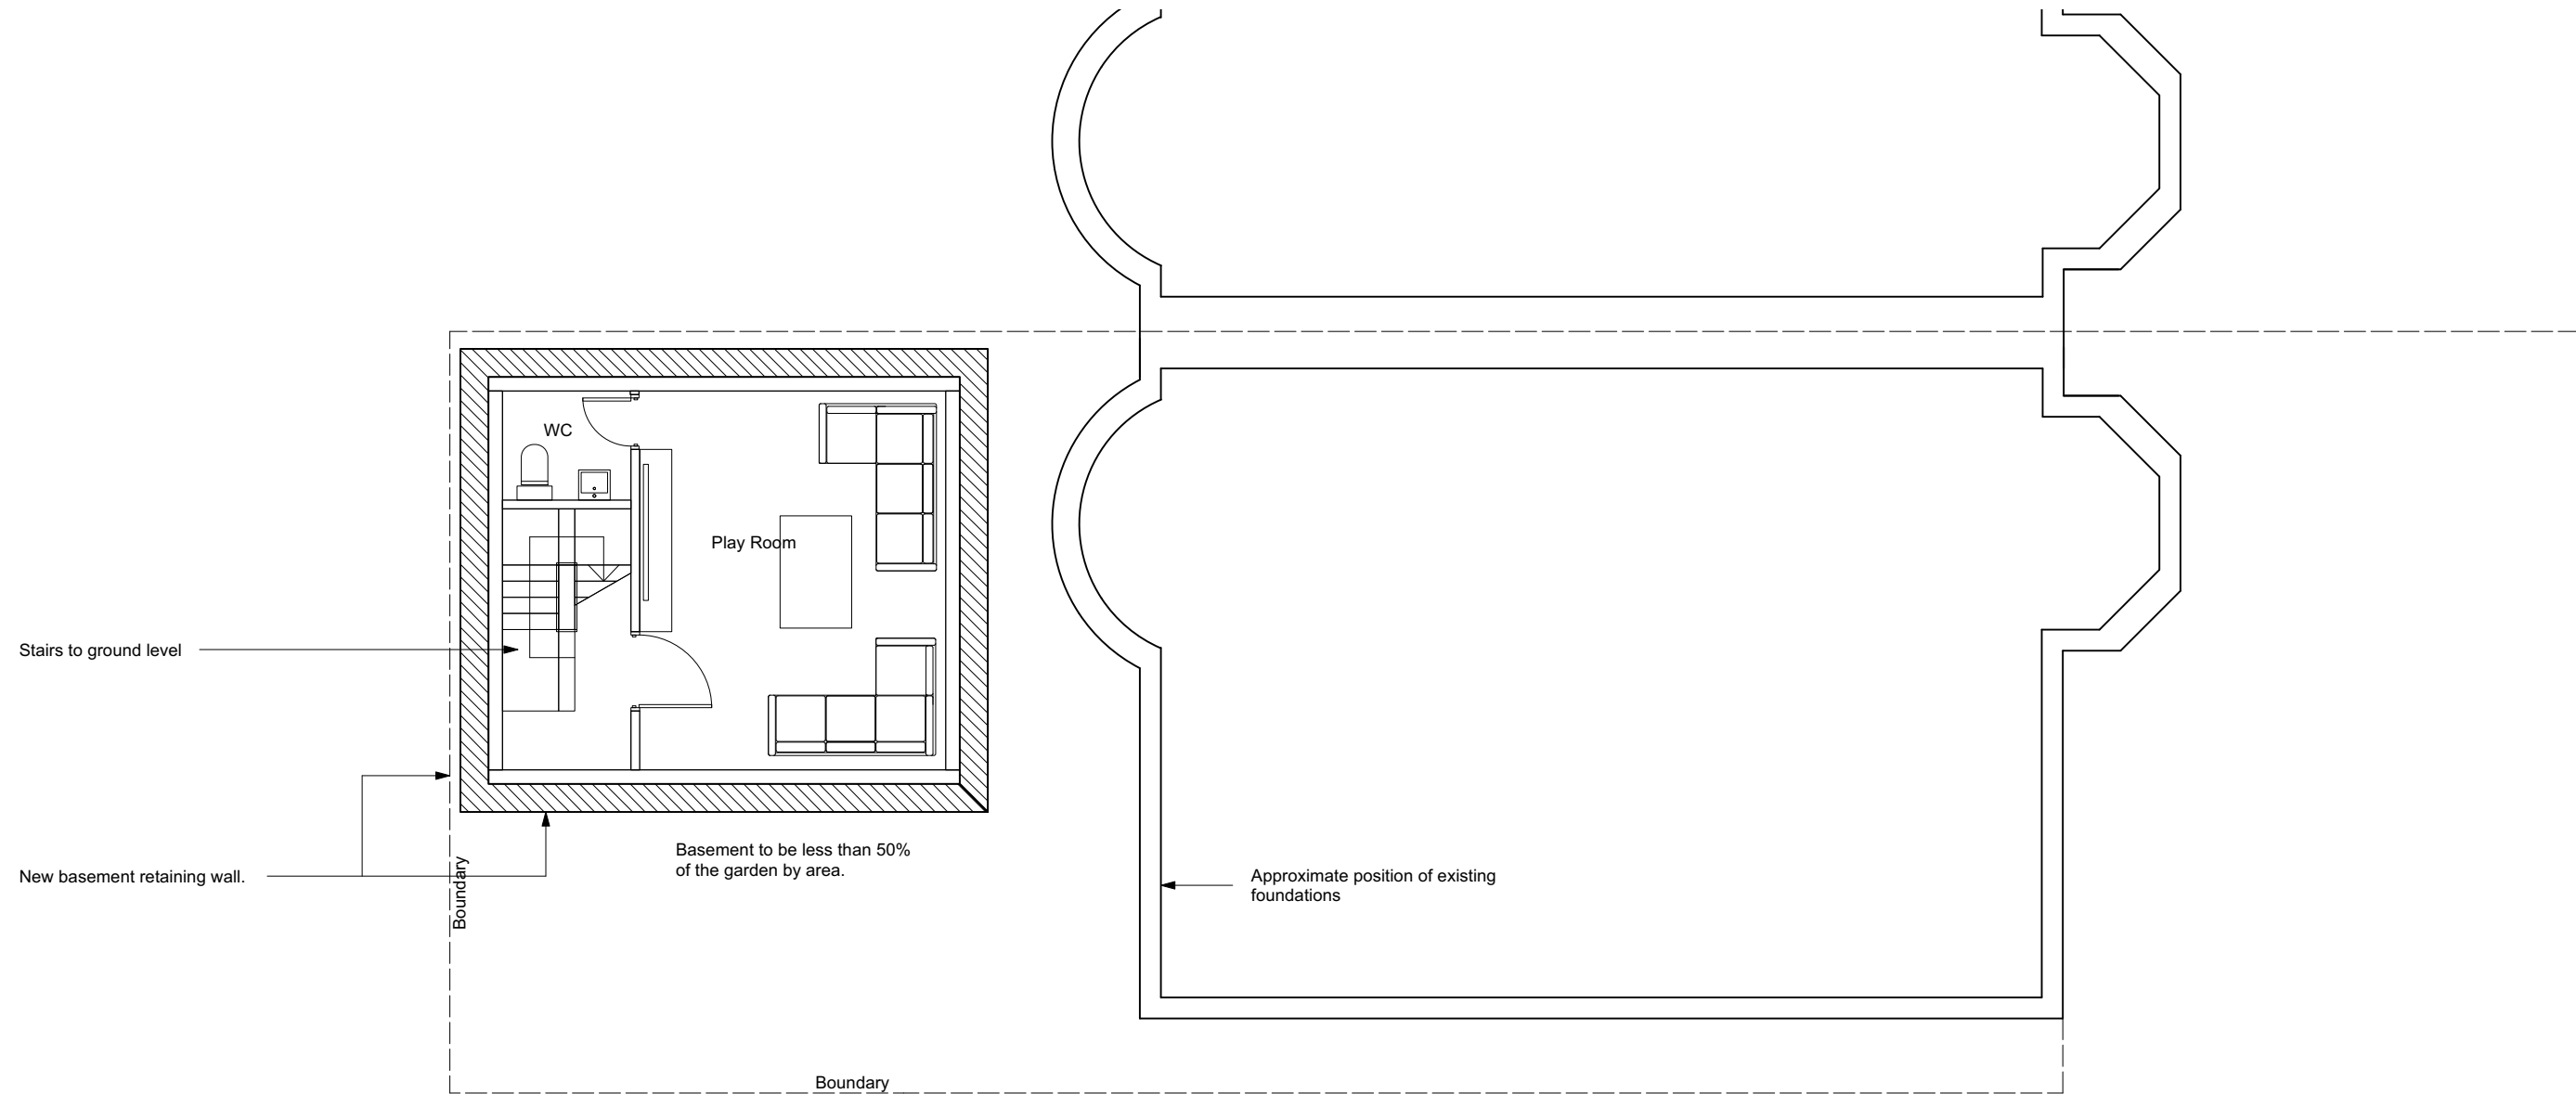 WC
Play Room
Stairs to ground level
Basement to be less than 50%
of the garden by area.
New basement retaining wall.
Boundary
Approximate position of existing
foundations
Boundary